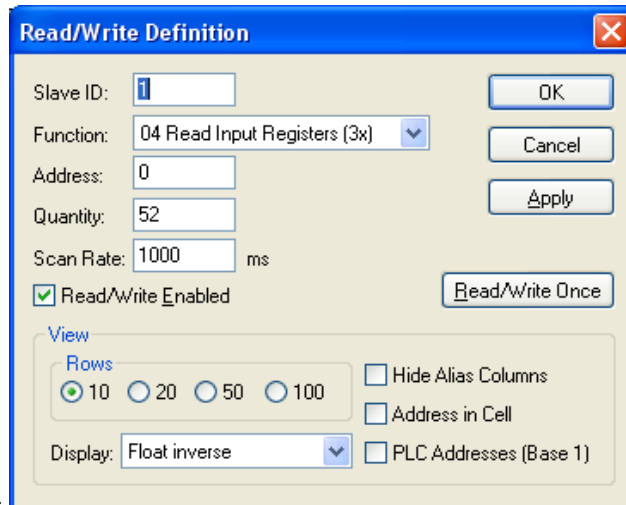 Read/Write Definition
Slave ID: 1
OK
Function: 04 Read Input Registers (3x)
Cancel
Address: 0
Apply
Quantity: 52
Scan Rate: 1000 ms
Read/Write Enabled
Read/Write Once
View
Rows
10 20 50 100
Hide Alias Columns
Address in Cell
Display: Float inverse
PLC Addresses (Base 1)